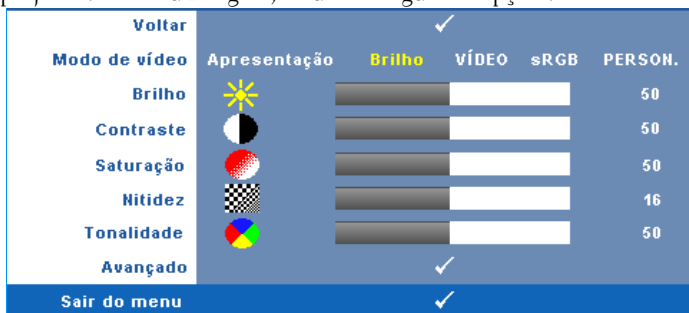 Voltar
Modo de vídeo Apresentação Brilho VÍDEO sRGB PERSON.
Brilho 50
Contraste 50
Saturação 50
Nitidez 16
Tonalidade 50
Avançado
Sair do menu